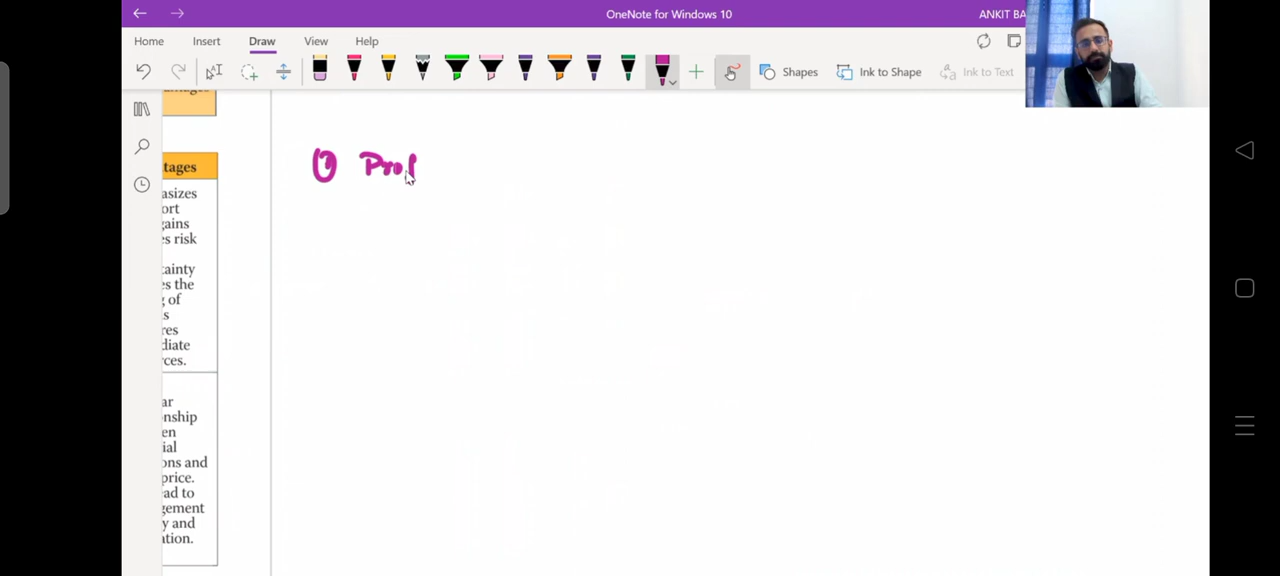 OneNote for Windows 10
ANKIT BA
Home Insert Draw View Help
Shapes Ink to Shape Ink to Text
tages
asizes
ort
gains
es risk
tainty
es the
g of
s
res
diate
rces.
ar
onship
en
ial
ons and
price.
ad to
gement
y and
ation.
① Prof